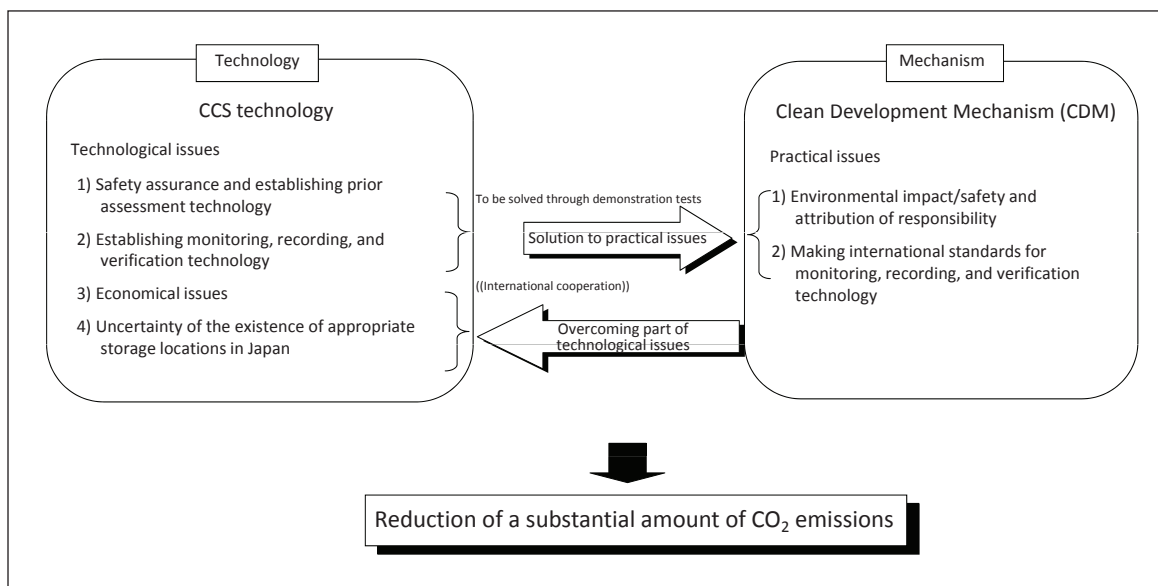 Technology
CCS technology
Technological issues
1) Safety assurance and establishing prior
assessment technology
2) Establishing monitoring, recording, and
verification technology
3) Economical issues
4) Uncertainty of the existence of appropriate
storage locations in Japan
To be solved through demonstration tests
Solution to practical issues
((International cooperation))
Overcoming part of
technological issues
Mechanism
Clean Development Mechanism (CDM)
Practical issues
1) Environmental impact/safety and
attribution of responsibility
2) Making international standards for
monitoring, recording, and verification
technology
Reduction of a substantial amount of CO₂ emissions